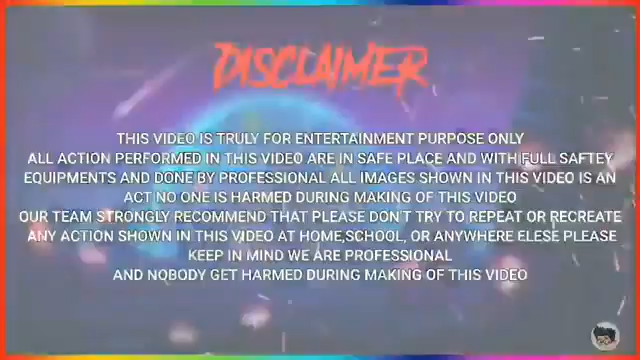 DISCLAIMER
THIS VIDEO IS TRULY FOR ENTERTAINMENT PURPOSE ONLY
ALL ACTION PERFORMED IN THIS VIDEO ARE IN SAFE PLACE AND WITH FULL SAFTEY
EQUIPMENTS AND DONE BY PROFESSIONAL ALL IMAGES SHOWN IN THIS VIDEO IS AN
ACT NO ONE IS HARMED DURING MAKING OF THIS VIDEO
OUR TEAM STRONGLY RECOMMEND THAT PLEASE DON'T TRY TO REPEAT OR RECREATE
ANY ACTION SHOWN IN THIS VIDEO AT HOME,SCHOOL, OR ANYWHERE ELESE PLEASE
KEEP IN MIND WE ARE PROFESSIONAL
AND NOBODY GET HARMED DURING MAKING OF THIS VIDEO